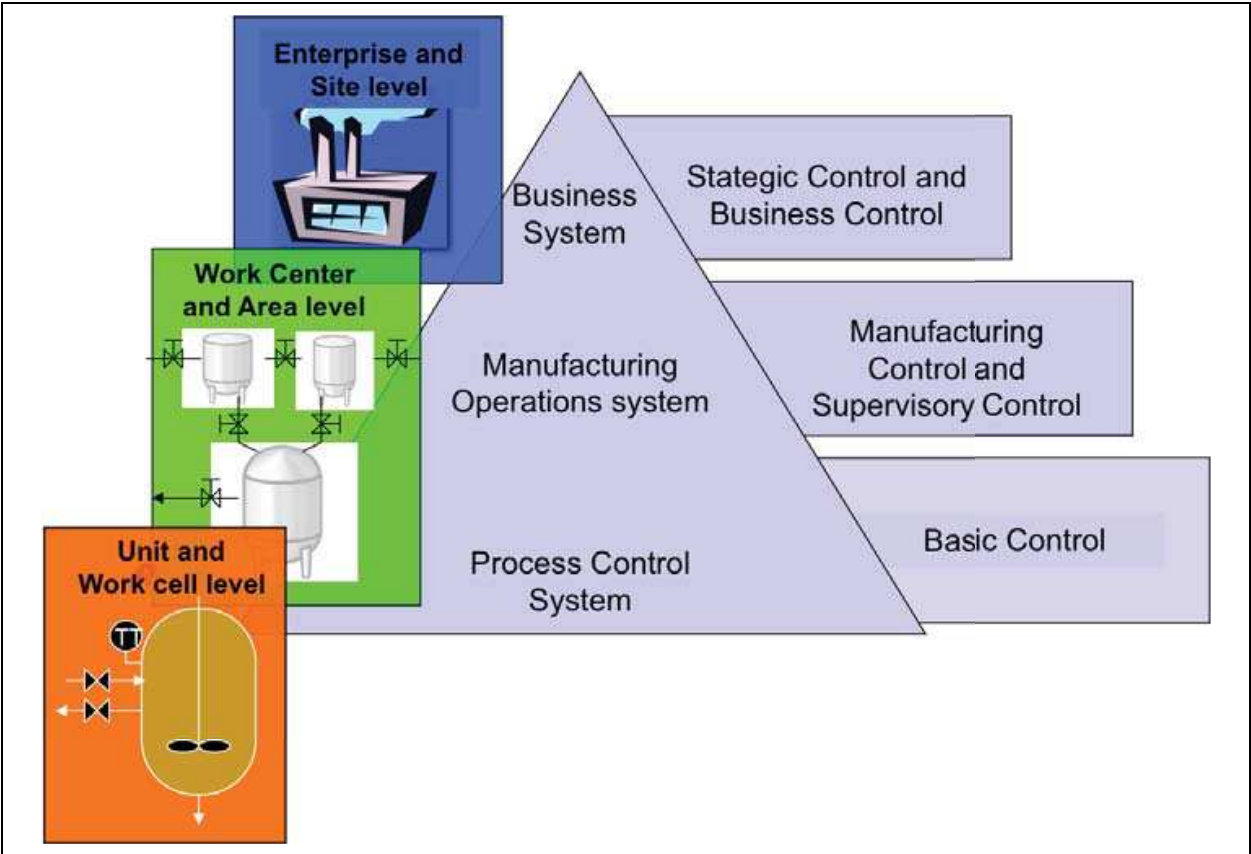 Enterprise and
Site level
Business
System
Stategic Control and
Business Control
Work Center
and Area level
Manufacturing
Operations system
Manufacturing
Control and
Supervisory Control
Unit and
Work cell level
TT
Process Control
System
Basic Control